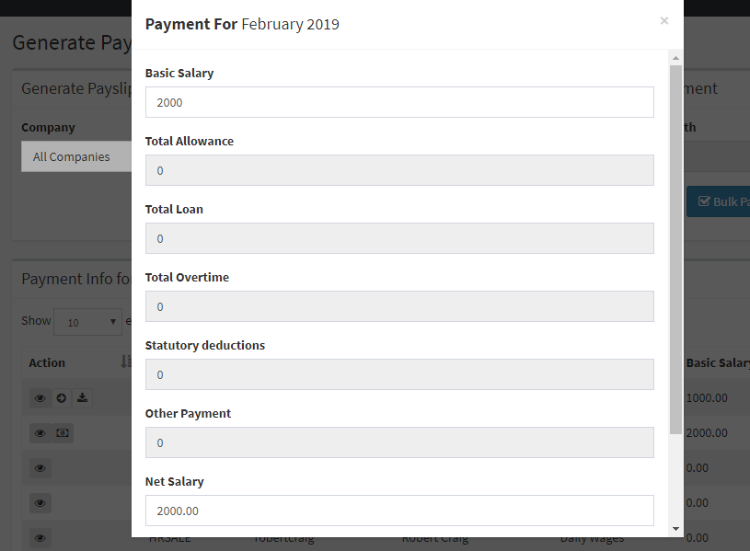 Payment For February 2019
×
Generate Pay
Generate Payslip
ment
Company
th
All Companies
Bulk Pa
Basic Salary
2000
Total Allowance
0
Total Loan
0
Total Overtime
0
Statutory deductions
0
Other Payment
0
Net Salary
2000.00
Payment Info fo
Show 10 e
Action
Basic Salary
1000.00
2000.00
0.00
0.00
HRSALE Robert Craig Daily Wages 0.00